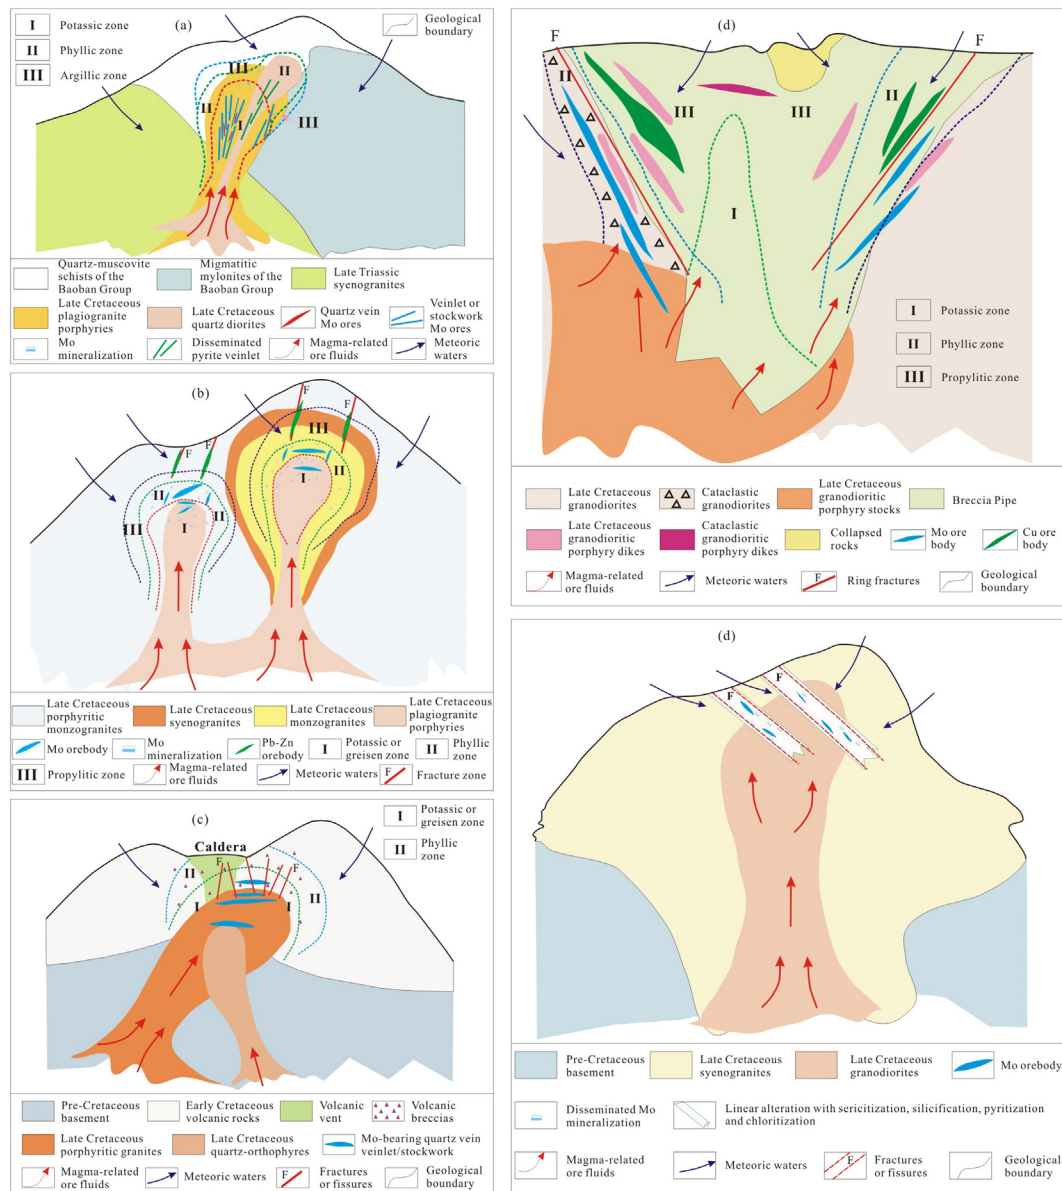 (a)
I
Potassic zone
II
Phyllic zone
III
Argillic zone
Geological
boundary
III
II
II
I
III
Quartz-muscovite
schists of the
Baoban Group
Migmatitic
mylonites of the
Baoban Group
Late Triassic
syenogranites
Late Cretaceous
plagiogranite
porphyries
Late Cretaceous
quartz diorites
Quartz vein
Mo ores
Veinlet or
stockwork
Mo ores
Mo
mineralization
Disseminated
pyrite veinlet
Magma-related
ore fluids
Meteoric
waters
(b)
F
F
F
F
III
II
I
II
II
III
I
Late Cretaceous
porphyritic
monzogranites
Late Cretaceous
syenogranites
Late Cretaceous
monzogranites
Late Cretaceous
plagiogranite
porphyries
Mo orebody
Mo
mineralization
Pb-Zn
orebody
I
Potassic or
greisen zone
II
Phyllic
zone
III
Propylitic zone
Magma-related
ore fluids
Meteoric waters
F
Fracture zone
(c)
I
Potassic or
greisen zone
II
Phyllic
zone
Caldera
F
F
II
I
I
II
Pre-Cretaceous
basement
Early Cretaceous
volcanic rocks
Volcanic
vent
Volcanic
breccias
Late Cretaceous
porphyritic granites
Late Cretaceous
quartz-orthophyres
Mo-bearing quartz vein
veinlet/stockwork
Magma-related
ore fluids
Meteoric waters
F
Fractures
or fissures
Geological
boundary
(d)
F
F
II
III
III
II
I
I
Potassic zone
II
Phyllic zone
III
Propylitic zone
Late Cretaceous
granodiorites
Cataclastic
granodiorites
Late Cretaceous
granodioritic
porphyry stocks
Breccia Pipe
Late Cretaceous
granodioritic
porphyry dikes
Cataclastic
granodioritic
porphyry dikes
Collapsed
rocks
Mo ore
body
Cu ore
body
Magma-related
ore fluids
Meteoric waters
F
Ring fractures
Geological
boundary
(d)
F
F
Pre-Cretaceous
basement
Late Cretaceous
syenogranites
Late Cretaceous
granodiorites
Mo orebody
Disseminated Mo
mineralization
Linear alteration with sericitization, silicification, pyritization
and chloritization
Magma-related
ore fluids
Meteoric waters
F
Fractures
or fissures
Geological
boundary